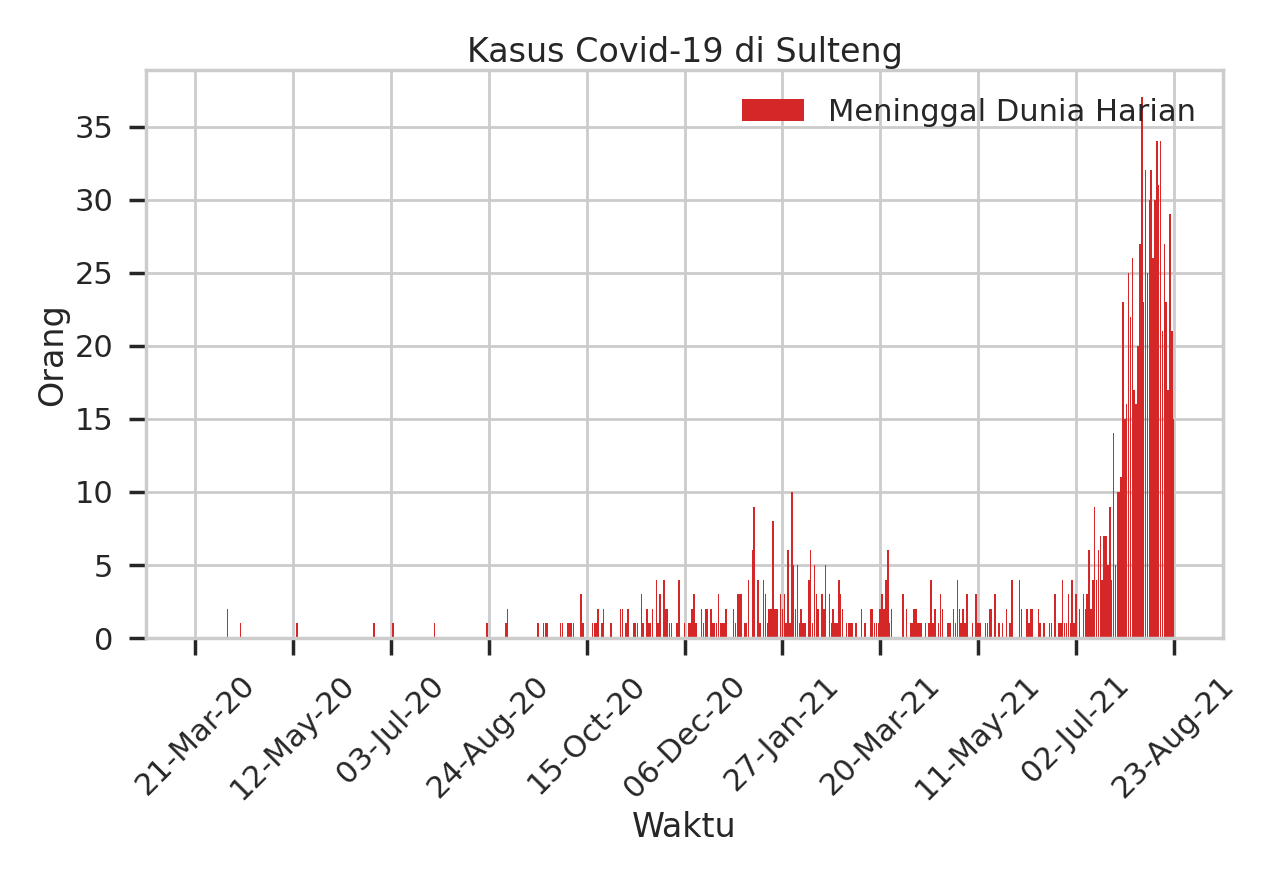 Kasus Covid-19 di Sulteng
Meninggal Dunia Harian
Orang
35
30
25
20
15
10
5
0
21-Mar-20
12-May-20
03-Jul-20
24-Aug-20
15-Oct-20
06-Dec-20
27-Jan-21
20-Mar-21
11-May-21
02-Jul-21
23-Aug-21
Waktu